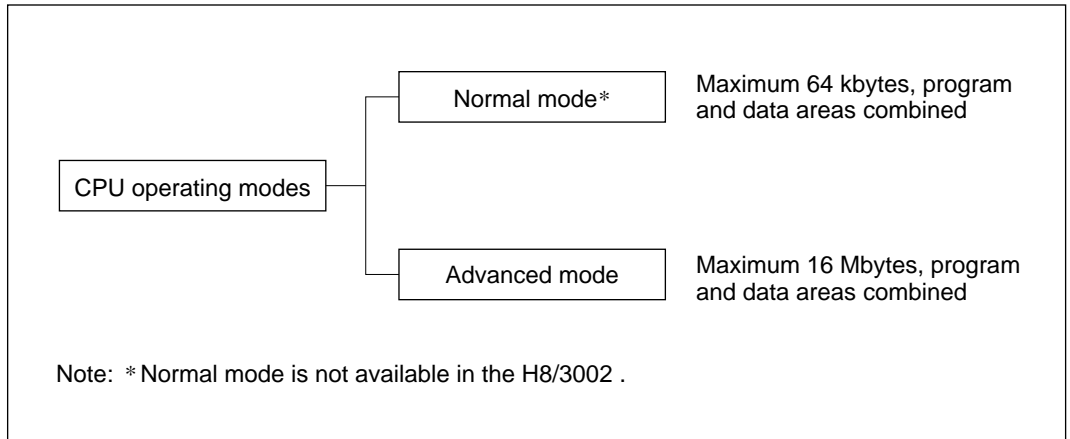 Normal mode*
Maximum 64 kbytes, program
and data areas combined
CPU operating modes
Advanced mode
Maximum 16 Mbytes, program
and data areas combined
Note: * Normal mode is not available in the H8/3002 .